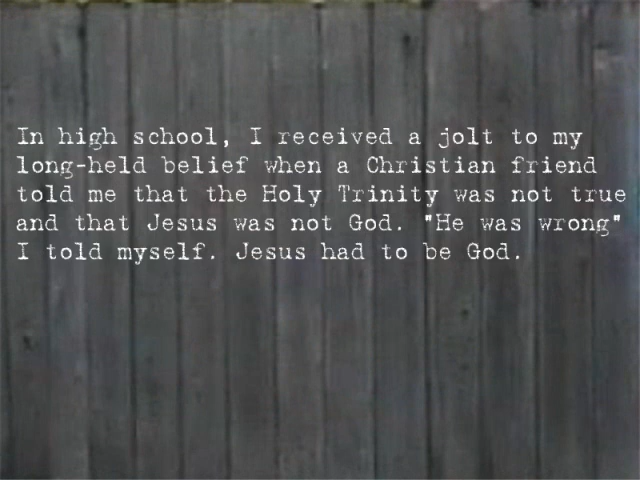 In high school, I received a jolt to my
long-held belief when a Christian friend
told me that the Holy Trinity was not true
and that Jesus was not God. "He was wrong"
I told myself. Jesus had to be God.